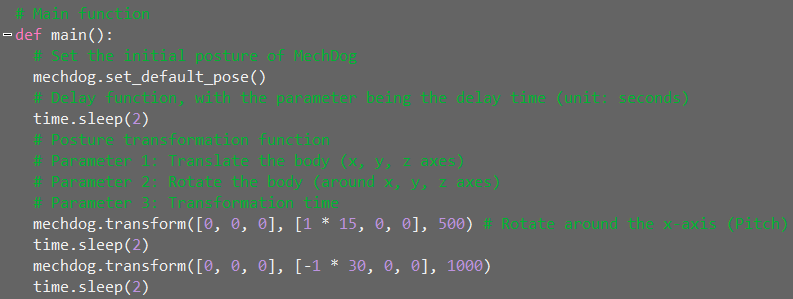 # Main function
def main():
# Set the initial posture of MechDog
mechdog.set_default_pose()
# Delay function, with the parameter being the delay time (unit: seconds)
time.sleep(2)
# Posture transformation function
# Parameter 1: Translate the body (x, y, z axes)
# Parameter 2: Rotate the body (around x, y, z axes)
# Parameter 3: Transformation time
mechdog.transform([0, 0, 0], [1 * 15, 0, 0], 500) # Rotate around the x-axis (Pitch)
time.sleep(2)
mechdog.transform([0, 0, 0], [-1 * 30, 0, 0], 1000)
time.sleep(2)